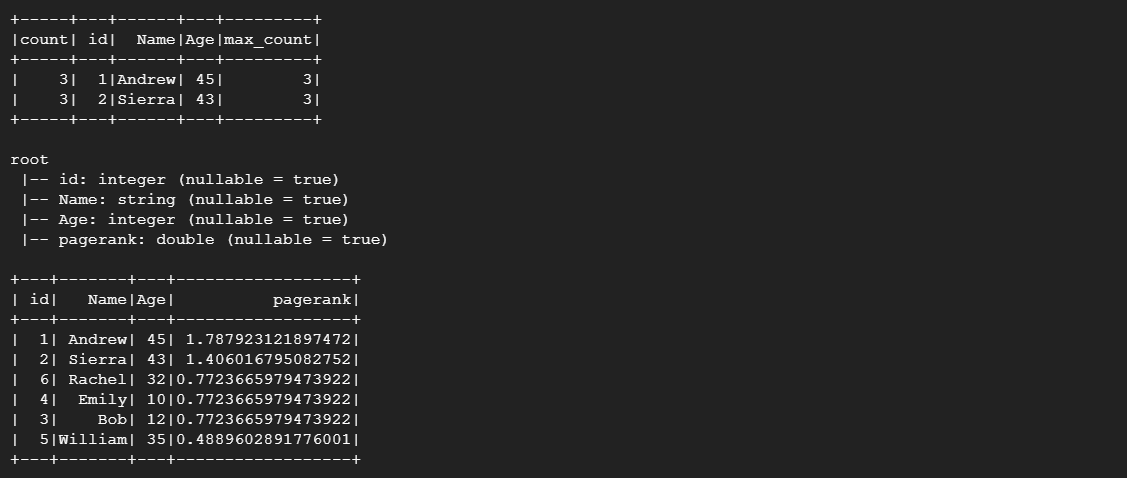 +-----+---+------+---+---------+
|count| id|  Name|Age|max_count|
+-----+---+------+---+---------+
|    3|  1|Andrew| 45|        3|
|    3|  2|Sierra| 43|        3|
+-----+---+------+---+---------+

root
 |-- id: integer (nullable = true)
 |-- Name: string (nullable = true)
 |-- Age: integer (nullable = true)
 |-- pagerank: double (nullable = true)

+---+-------+---+------------------+
| id|   Name|Age|          pagerank|
+---+-------+---+------------------+
|  1| Andrew| 45| 1.787923121897472|
|  2| Sierra| 43| 1.406016795082752|
|  6| Rachel| 32|0.7723665979473922|
|  4|  Emily| 10|0.7723665979473922|
|  3|    Bob| 12|0.7723665979473922|
|  5|William| 35|0.4889602891776001|
+---+-------+---+------------------+